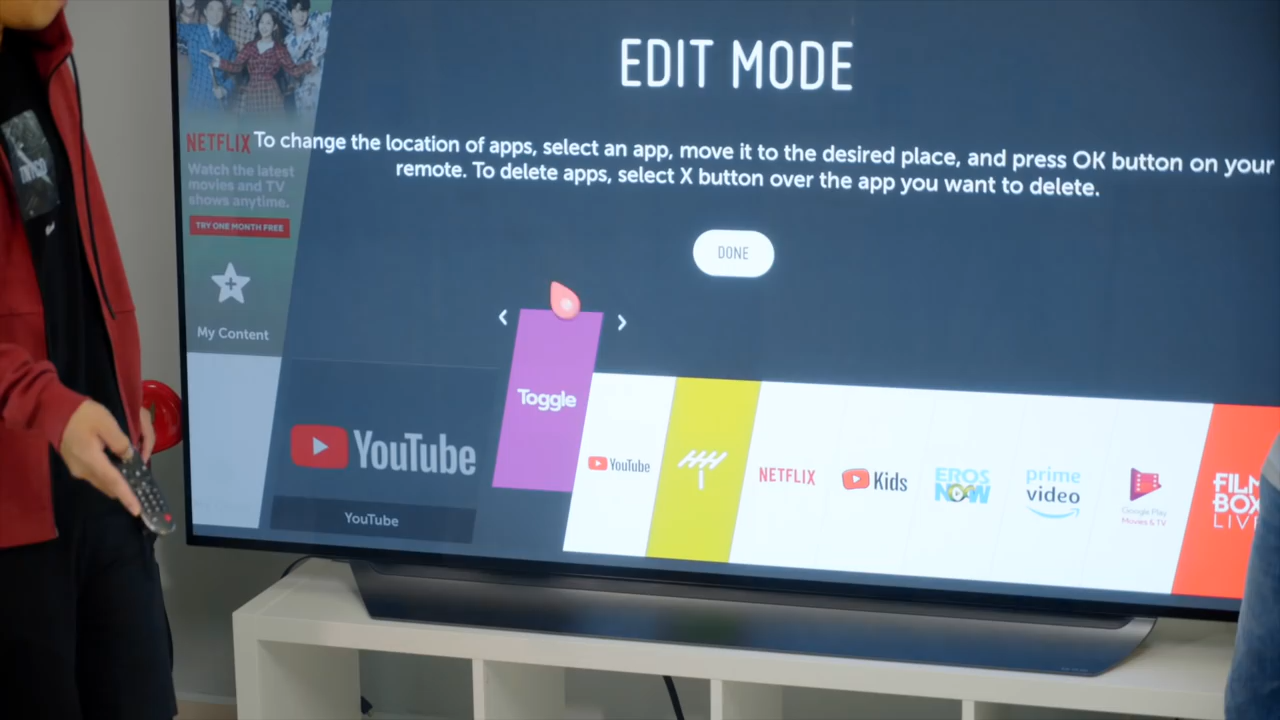 EDIT MODE
NETFLIX
To change the location of apps, select an app, move it to the desired place, and press OK button on your
remote. To delete apps, select X button over the app you want to delete.
Watch the latest
movies and TV
shows anytime.
TRY ONE MONTH FREE
DONE
My Content
YouTube
YouTube
Toggle
YouTube
NETFLIX
Kids
EROS
NOW
prime
video
Google Play
Movies & TV
FILM
BOX
LIVE